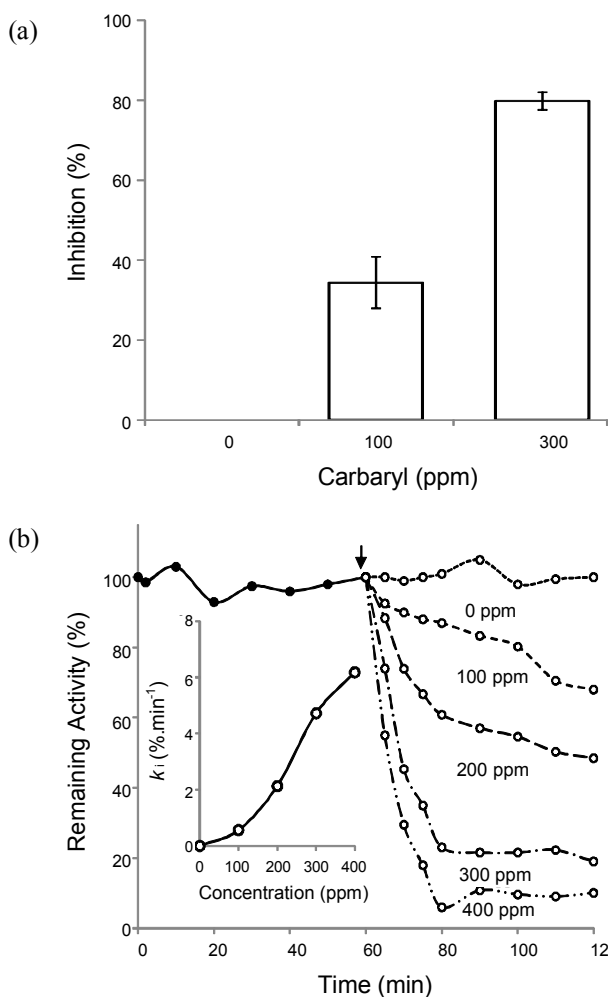 (a)
100
80
60
40
20
0
Inhibition (%)
0 100 300
Carbaryl (ppm)
(b)
100
80
60
40
20
0
Remaining Activity (%)
0 ppm
100 ppm
200 ppm
300 ppm
400 ppm
8
6
4
2
0
k i (%.min-1)
0 100 200 300 400
Concentration (ppm)
0 20 40 60 80 100 12
Time (min)